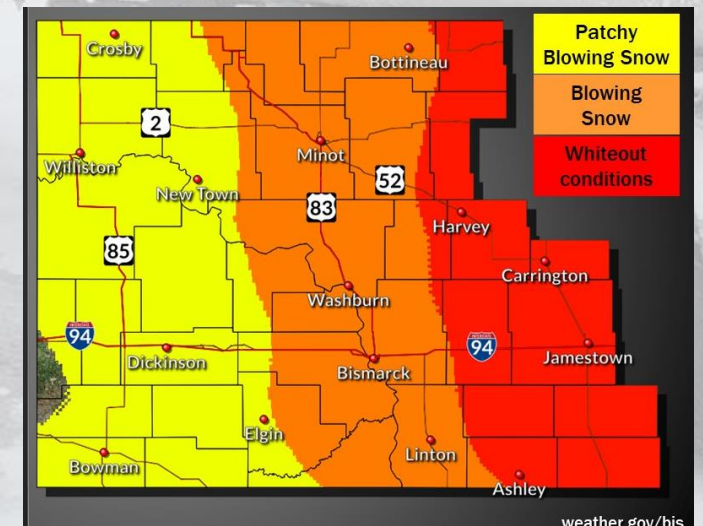 Patchy
Blowing Snow
Blowing
Snow
Whiteout
conditions
Crosby
Bottineau
2
Minot
Williston
52
New Town
83
Harvey
85
Carrington
Washburn
94
94
Dickinson
Bismarck
Jamestown
Elgin
Linton
Bowman
Ashley
weather.gov/bis